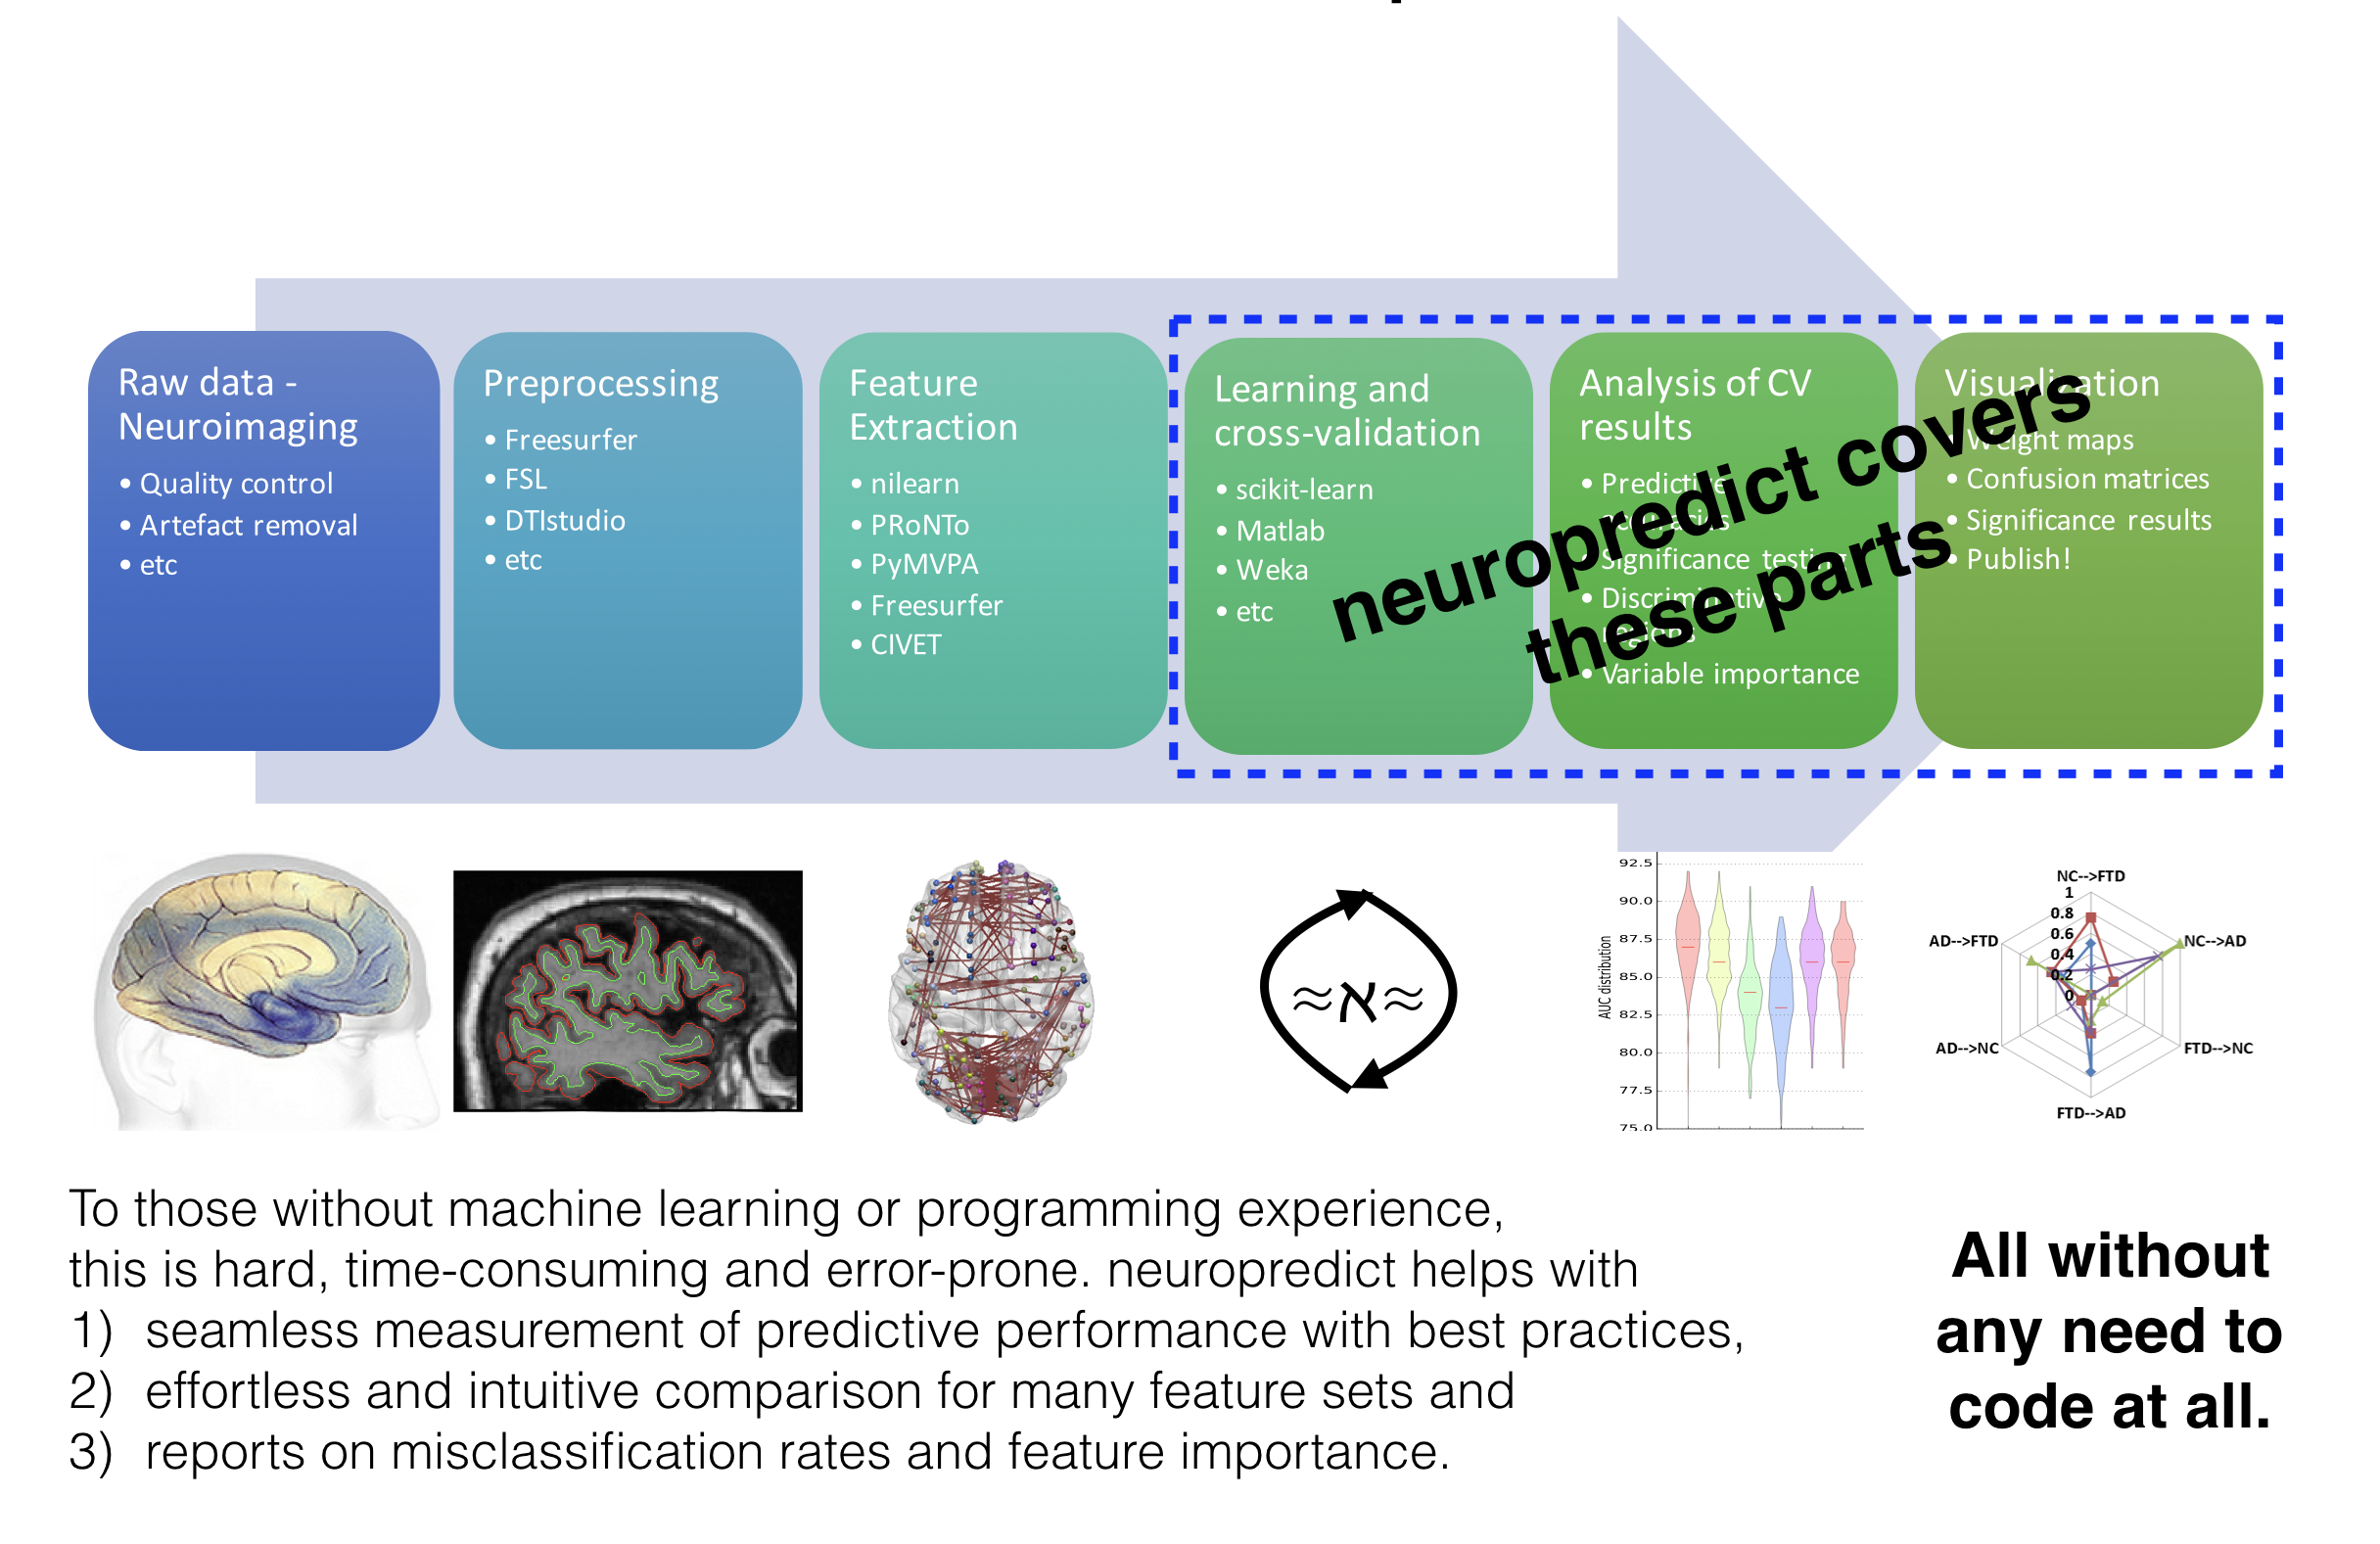 Raw data -
Neuroimaging
• Quality control
• Artefact removal
• etc
Preprocessing
• Freesurfer
• FSL
• DTIstudio
• etc
Feature
Extraction
• nilearn
• PRoNTo
• PyMVPA
• Freesurfer
• CIVET
Learning and
cross-validation
• scikit-learn
• Matlab
• Weka
• etc
Analysis of CV
results
• Predictive
accuracies
• Significance testing
• Discriminative
regions
• Variable importance
Visualization
• Weight maps
• Confusion matrices
• Significance results
• Publish!
neuropredict covers
these parts
≈א≈
AUC distribution
92.5
90.0
87.5
85.0
82.5
80.0
77.5
75.0
NC-->FTD
NC-->AD
FTD-->NC
FTD-->AD
AD-->NC
AD-->FTD
1
0.8
0.6
0.4
0.2
0
To those without machine learning or programming experience,
this is hard, time-consuming and error-prone. neuropredict helps with
1) seamless measurement of predictive performance with best practices,
2) effortless and intuitive comparison for many feature sets and
3) reports on misclassification rates and feature importance.
All without
any need to
code at all.